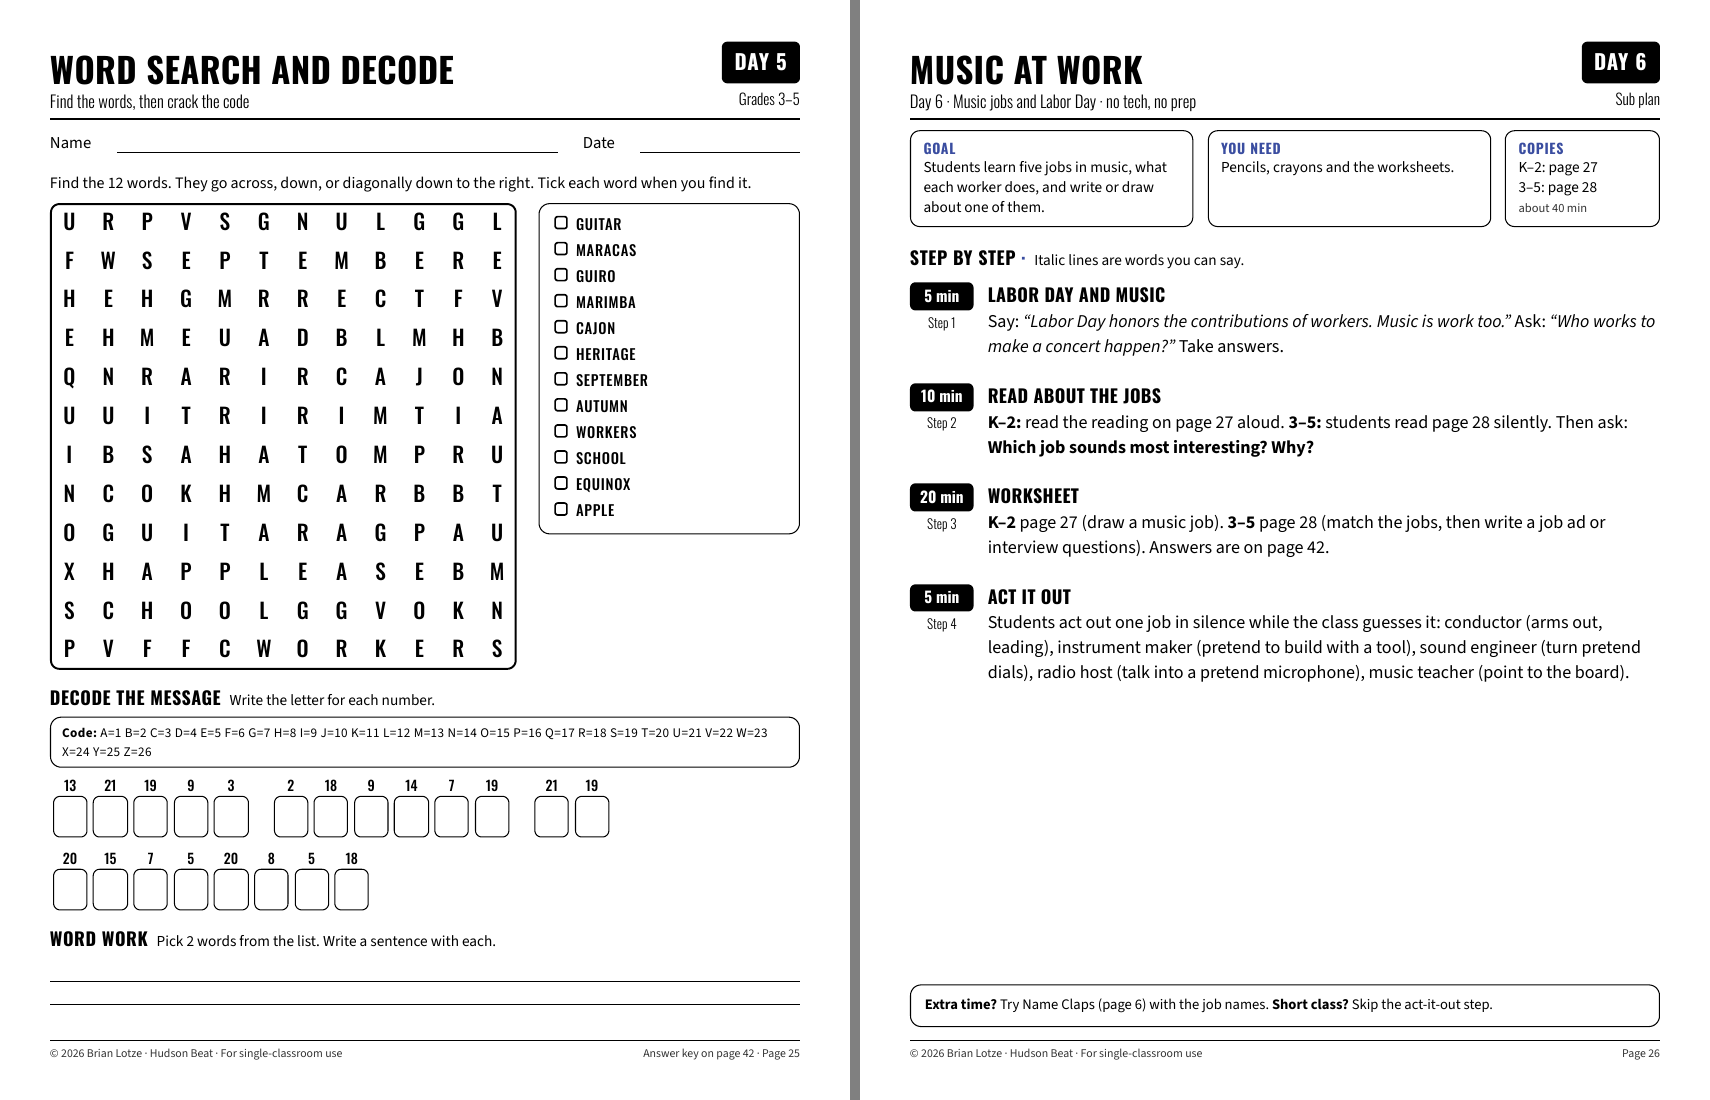 WORD SEARCH AND DECODE
DAY 5
Find the words, then crack the code
Grades 3–5
Name
Date
Find the 12 words. They go across, down, or diagonally down to the right. Tick each word when you find it.
U R P V S G N U L G G L
F W S E P T E M B E R E
H E H G M R R E C T F V
E H M E U A D B L M H B
Q N R A R I R C A J O N
U U I T R I R I M T I A
I B S A H A T O M P R U
N C O K H M C A R B B T
O G U I T A R A G P A U
X H A P P L E A S E B M
S C H O O L G G V O K N
P V F F C W O R K E R S
GUITAR
MARACAS
GUIRO
MARIMBA
CAJON
HERITAGE
SEPTEMBER
AUTUMN
WORKERS
SCHOOL
EQUINOX
APPLE
DECODE THE MESSAGE Write the letter for each number.
Code: A=1 B=2 C=3 D=4 E=5 F=6 G=7 H=8 I=9 J=10 K=11 L=12 M=13 N=14 O=15 P=16 Q=17 R=18 S=19 T=20 U=21 V=22 W=23
X=24 Y=25 Z=26
13 21 19 9 3 2 18 9 14 7 19 21 19
20 15 7 5 20 8 5 18
WORD WORK Pick 2 words from the list. Write a sentence with each.
© 2026 Brian Lotze · Hudson Beat · For single-classroom use
Answer key on page 42 · Page 25
MUSIC AT WORK
DAY 6
Day 6 · Music jobs and Labor Day · no tech, no prep
Sub plan
GOAL
Students learn five jobs in music, what
each worker does, and write or draw
about one of them.
YOU NEED
Pencils, crayons and the worksheets.
COPIES
K–2: page 27
3–5: page 28
about 40 min
STEP BY STEP · Italic lines are words you can say.
5 min
Step 1
LABOR DAY AND MUSIC
Say: “Labor Day honors the contributions of workers. Music is work too.” Ask: “Who works to
make a concert happen?” Take answers.
10 min
Step 2
READ ABOUT THE JOBS
K–2: read the reading on page 27 aloud. 3–5: students read page 28 silently. Then ask:
Which job sounds most interesting? Why?
20 min
Step 3
WORKSHEET
K–2 page 27 (draw a music job). 3–5 page 28 (match the jobs, then write a job ad or
interview questions). Answers are on page 42.
5 min
Step 4
ACT IT OUT
Students act out one job in silence while the class guesses it: conductor (arms out,
leading), instrument maker (pretend to build with a tool), sound engineer (turn pretend
dials), radio host (talk into a pretend microphone), music teacher (point to the board).
Extra time? Try Name Claps (page 6) with the job names. Short class? Skip the act-it-out step.
© 2026 Brian Lotze · Hudson Beat · For single-classroom use
Page 26